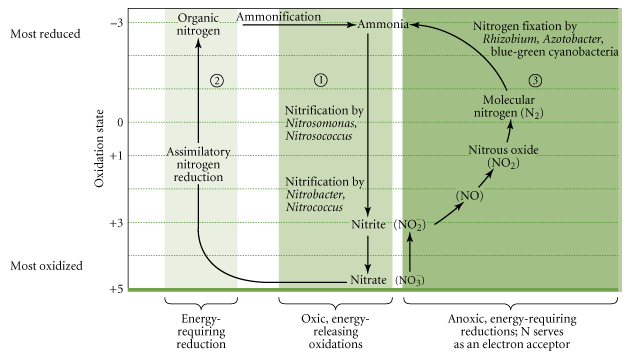 Most reduced
Most oxidized
Oxidation state
−3
0
+1
+3
+5
Organic
nitrogen
Ammonification
Ammonia
Nitrogen fixation by
Rhizobium, Azotobacter,
blue-green cyanobacteria
②
①
③
Nitrification by
Nitrosomonas,
Nitrosococcus
Molecular
nitrogen (N₂)
Assimilatory
nitrogen
reduction
Nitrous oxide
(NO₂)
Nitrification by
Nitrobacter,
Nitrococcus
(NO)
Nitrite (NO₂⁻)
Nitrate (NO₃⁻)
Energy-
requiring
reduction
Oxic, energy-
releasing
oxidations
Anoxic, energy-requiring
reductions; N serves
as an electron acceptor